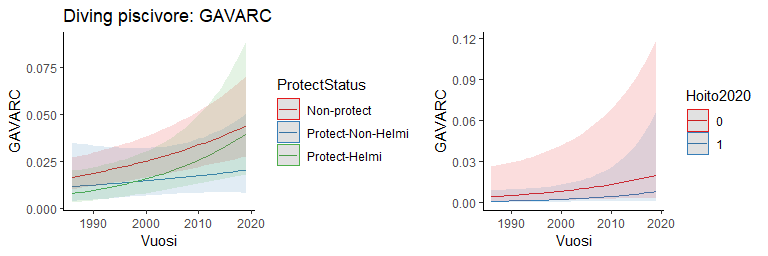 Diving piscivore: GAVARC
GAVARC
0.075
0.050
0.025
0.000
1990 2000 2010 2020
Vuosi
ProtectStatus
Non-protect
Protect-Non-Helmi
Protect-Helmi
GAVARC
0.12
0.09
0.06
0.03
0.00
1990 2000 2010 2020
Vuosi
Hoito2020
0
1